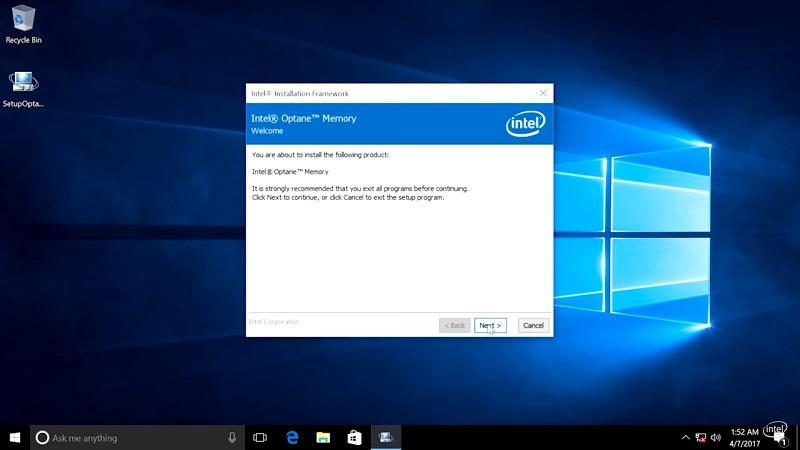 Recycle Bin
SetupOpta...
Intel® Installation Framework
Intel® Optane™ Memory
Welcome
intel
You are about to install the following product:
Intel® Optane™ Memory
It is strongly recommended that you exit all programs before continuing.
Click Next to continue, or click Cancel to exit the setup program.
Intel Corporation
< Back
Next >
Cancel
Ask me anything
1:52 AM
4/7/2017
intel
1